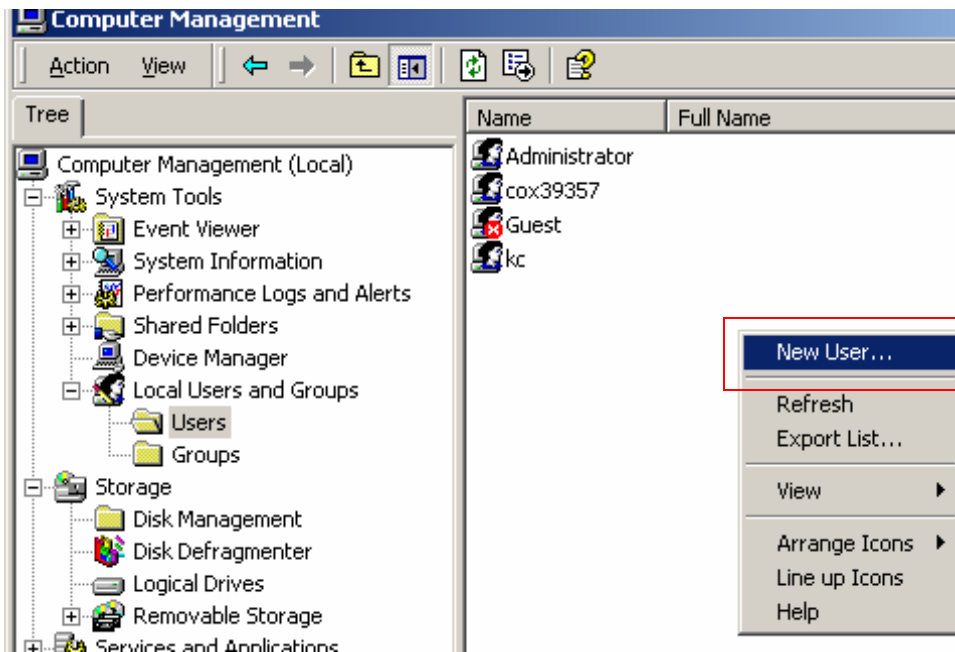 Computer Management
Action View
Tree
Name Full Name
Computer Management (Local)
System Tools
Event Viewer
System Information
Performance Logs and Alerts
Shared Folders
Device Manager
Local Users and Groups
Users
Groups
Storage
Disk Management
Disk Defragmenter
Logical Drives
Removable Storage
Services and Applications
Administrator
cox39357
Guest
kc
New User...
Refresh
Export List...
View
Arrange Icons
Line up Icons
Help